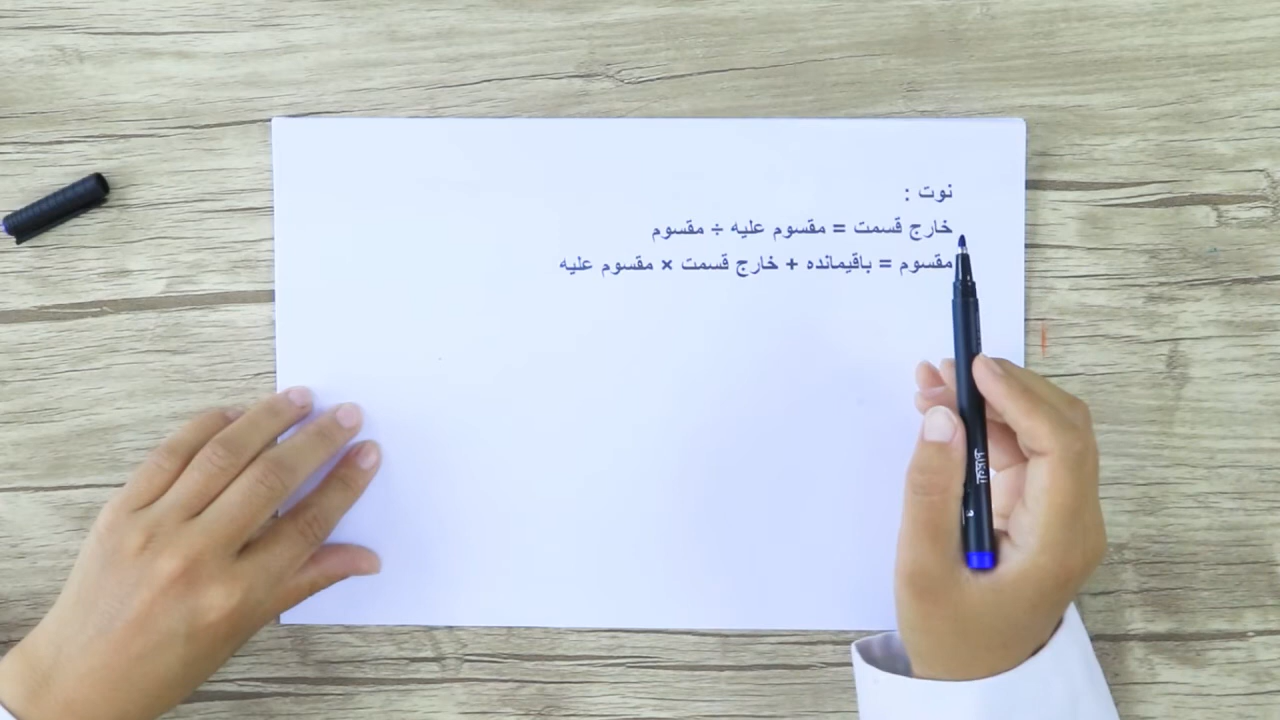 نوت :
خارج قسمت = مقسوم علیه ÷ مقسوم
مقسوم = باقیمانده + خارج قسمت × مقسوم علیه